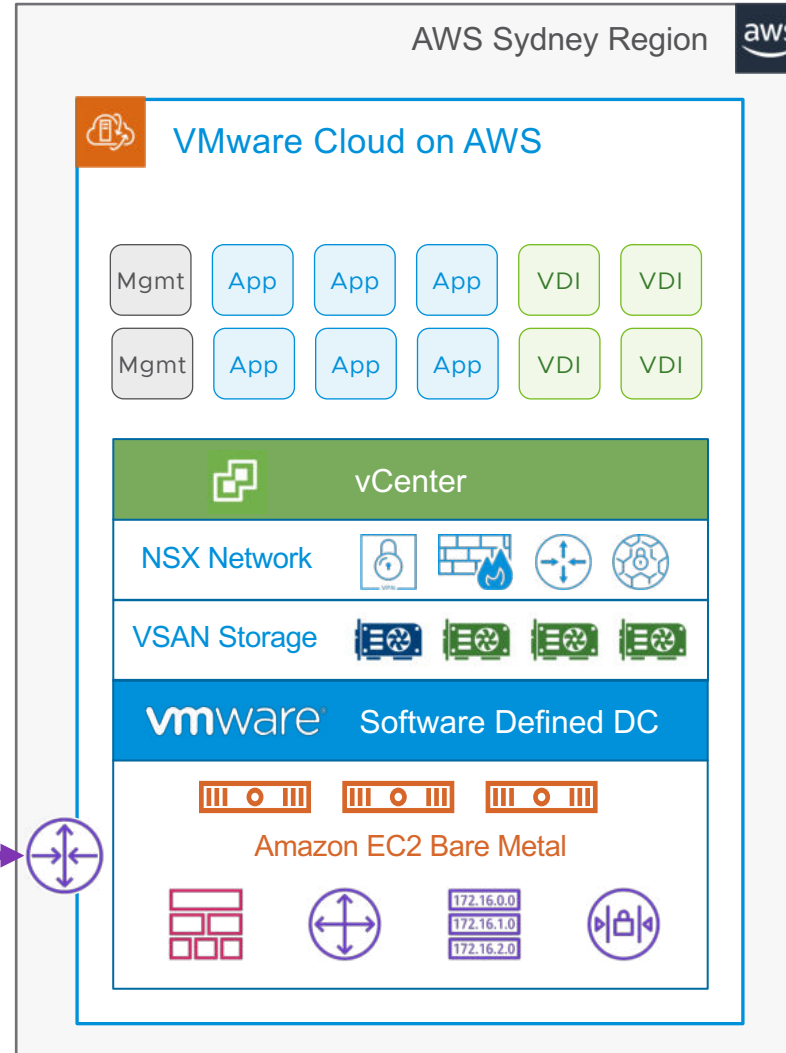 AWS Sydney Region
aws
VMware Cloud on AWS
Mgmt App App App VDI VDI
Mgmt App App App VDI VDI
vCenter
NSX Network
VPN
VSAN Storage
vmware® Software Defined DC
Amazon EC2 Bare Metal
172.16.0.0
172.16.1.0
172.16.2.0